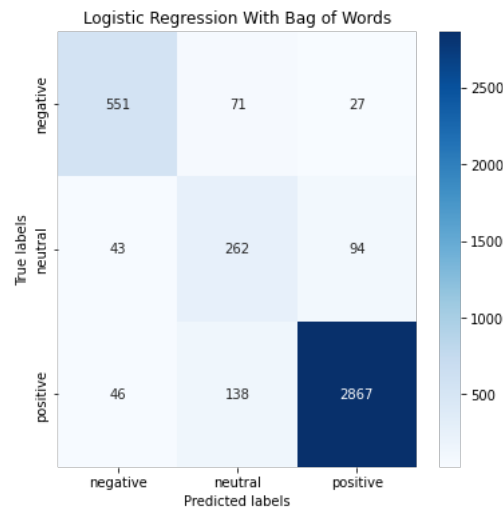 Logistic Regression With Bag of Words
negative 551 71 27
neutral 43 262 94
positive 46 138 2867
True labels
negative neutral positive
Predicted labels
2500
2000
1500
1000
500